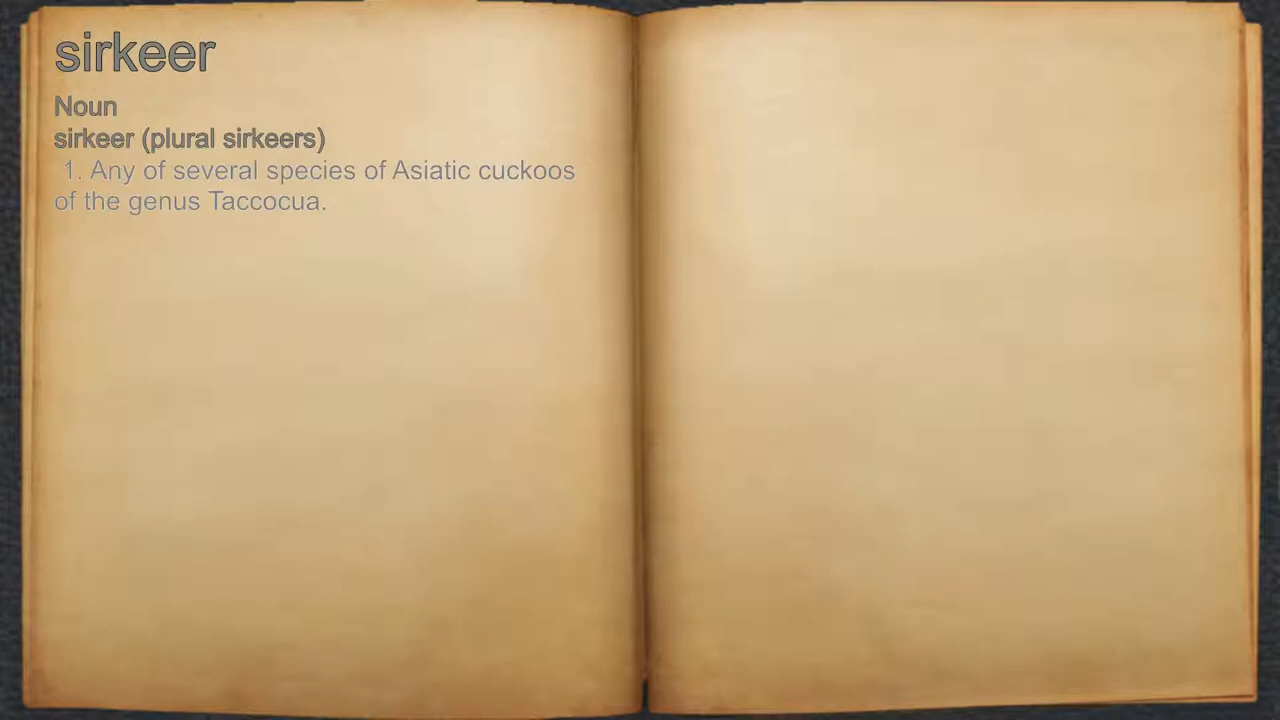 sirkeer
Noun
sirkeer (plural sirkeers)
1. Any of several species of Asiatic cuckoos
of the genus Taccocua.